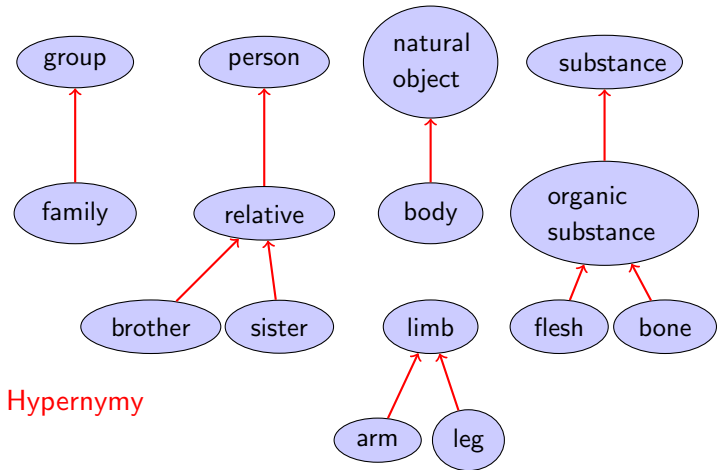 group
person
natural
object
substance
family
relative
body
organic
substance
brother
sister
limb
flesh
bone
Hypernymy
arm
leg